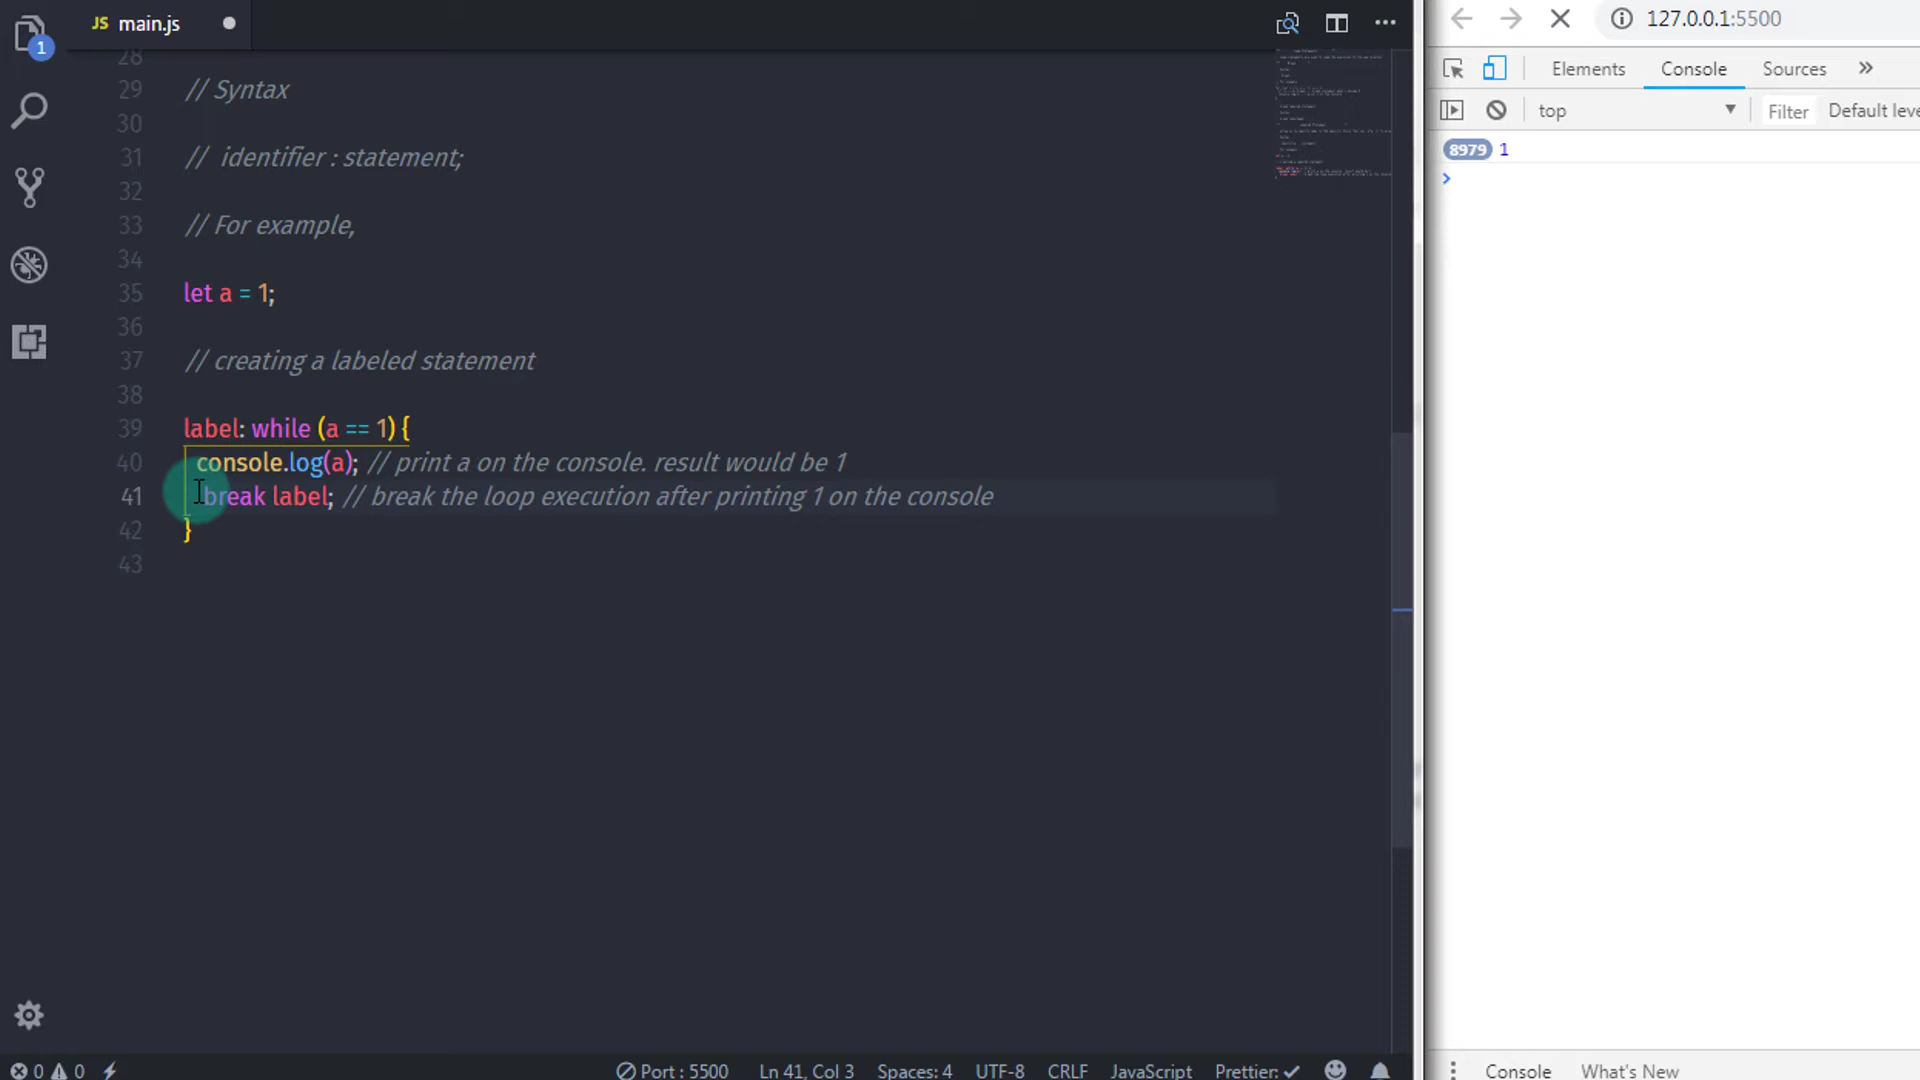 JS main.js
127.0.0.1:5500
1
Elements Console Sources »
top Filter Default leve
8979 1
28
29 // Syntax
30
31 // identifier : statement;
32
33 // For example,
34
35 let a = 1;
36
37 // creating a labeled statement
38
39 label: while (a == 1) {
40 console.log(a); // print a on the console. result would be 1
41 break label; // break the loop execution after printing 1 on the console
42 }
43
0 0 Port : 5500 Ln 41, Col 3 Spaces: 4 UTF-8 CRLF JavaScript Prettier: ✓
Console What's New